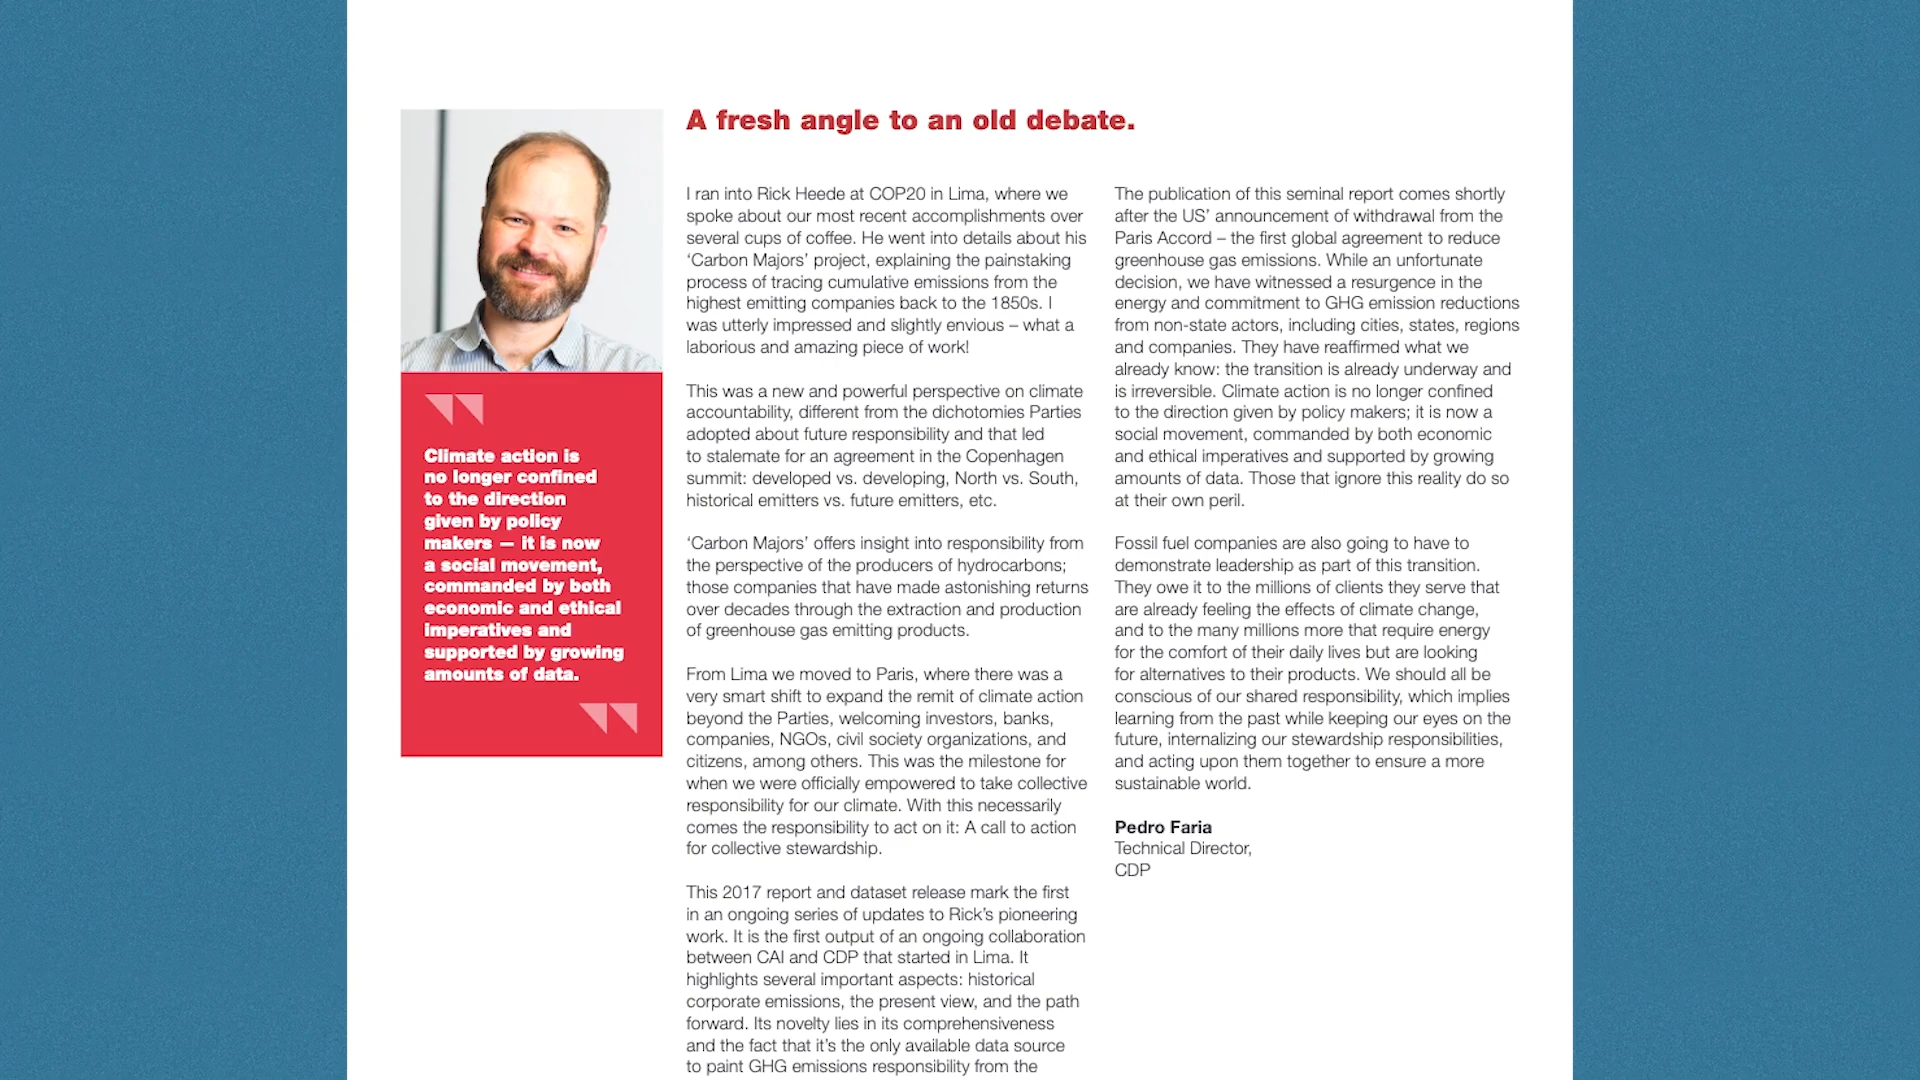 A fresh angle to an old debate.
Climate action is
no longer confined
to the direction
given by policy
makers — it is now
a social movement,
commanded by both
economic and ethical
imperatives and
supported by growing
amounts of data.
I ran into Rick Heede at COP20 in Lima, where we
spoke about our most recent accomplishments over
several cups of coffee. He went into details about his
‘Carbon Majors’ project, explaining the painstaking
process of tracing cumulative emissions from the
highest emitting companies back to the 1850s. I
was utterly impressed and slightly envious – what a
laborious and amazing piece of work!
This was a new and powerful perspective on climate
accountability, different from the dichotomies Parties
adopted about future responsibility and that led
to stalemate for an agreement in the Copenhagen
summit: developed vs. developing, North vs. South,
historical emitters vs. future emitters, etc.
‘Carbon Majors’ offers insight into responsibility from
the perspective of the producers of hydrocarbons;
those companies that have made astonishing returns
over decades through the extraction and production
of greenhouse gas emitting products.
From Lima we moved to Paris, where there was a
very smart shift to expand the remit of climate action
beyond the Parties, welcoming investors, banks,
companies, NGOs, civil society organizations, and
citizens, among others. This was the milestone for
when we were officially empowered to take collective
responsibility for our climate. With this necessarily
comes the responsibility to act on it: A call to action
for collective stewardship.
This 2017 report and dataset release mark the first
in an ongoing series of updates to Rick’s pioneering
work. It is the first output of an ongoing collaboration
between CAI and CDP that started in Lima. It
highlights several important aspects: historical
corporate emissions, the present view, and the path
forward. Its novelty lies in its comprehensiveness
and the fact that it’s the only available data source
to paint GHG emissions responsibility from the
The publication of this seminal report comes shortly
after the US’ announcement of withdrawal from the
Paris Accord – the first global agreement to reduce
greenhouse gas emissions. While an unfortunate
decision, we have witnessed a resurgence in the
energy and commitment to GHG emission reductions
from non-state actors, including cities, states, regions
and companies. They have reaffirmed what we
already know: the transition is already underway and
is irreversible. Climate action is no longer confined
to the direction given by policy makers; it is now a
social movement, commanded by both economic
and ethical imperatives and supported by growing
amounts of data. Those that ignore this reality do so
at their own peril.
Fossil fuel companies are also going to have to
demonstrate leadership as part of this transition.
They owe it to the millions of clients they serve that
are already feeling the effects of climate change,
and to the many millions more that require energy
for the comfort of their daily lives but are looking
for alternatives to their products. We should all be
conscious of our shared responsibility, which implies
learning from the past while keeping our eyes on the
future, internalizing our stewardship responsibilities,
and acting upon them together to ensure a more
sustainable world.
Pedro Faria
Technical Director,
CDP